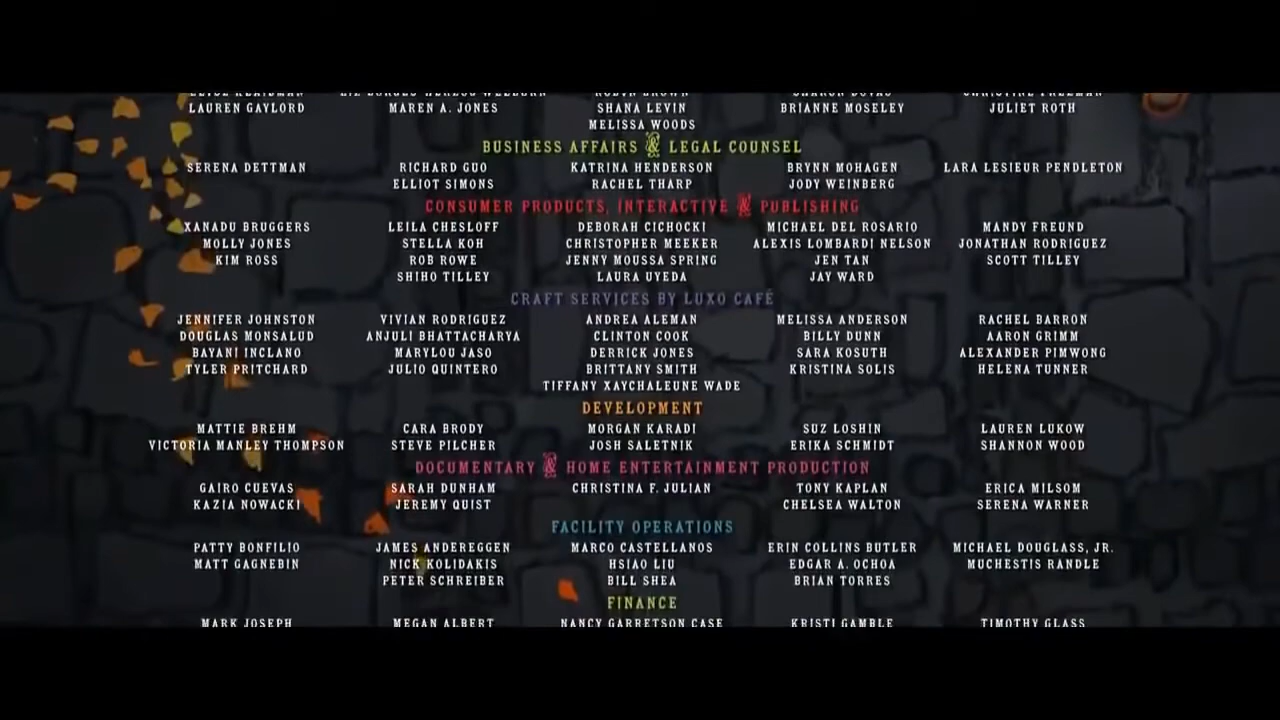 LAUREN GAYLORD MAREN A. JONES SHANA LEVIN BRIANNE MOSELEY JULIET ROTH
MELISSA WOODS
BUSINESS AFFAIRS & LEGAL COUNSEL
SERENA DETTMAN RICHARD GUO KATRINA HENDERSON BRYNN MOHAGEN LARA LESIEUR PENDLETON
ELLIOT SIMONS RACHEL THARP JODY WEINBERG
CONSUMER PRODUCTS, INTERACTIVE & PUBLISHING
XANADU BRUGGERS LEILA CHESLOFF DEBORAH CICHOCKI MICHAEL DEL ROSARIO MANDY FREUND
MOLLY JONES STELLA KOH CHRISTOPHER MEEKER ALEXIS LOMBARDI NELSON JONATHAN RODRIGUEZ
KIM ROSS ROB ROWE JENNY MOUSSA SPRING JEN TAN SCOTT TILLEY
SHIHO TILLEY LAURA UYEDA JAY WARD
CRAFT SERVICES BY LUXO CAFÉ
JENNIFER JOHNSTON VIVIAN RODRIGUEZ ANDREA ALEMAN MELISSA ANDERSON RACHEL BARRON
DOUGLAS MONSALUD ANJULI BHATTACHARYA CLINTON COOK BILLY DUNN AARON GRIMM
BAYANI INCLANO MARYLOU JASO DERRICK JONES SARA KOSUTH ALEXANDER PIMWONG
TYLER PRITCHARD JULIO QUINTERO BRITTANY SMITH KRISTINA SOLIS HELENA TUNNER
TIFFANY XAYCHALEUNE WADE
DEVELOPMENT
MATTIE BREHM CARA BRODY MORGAN KARADI SUZ LOSHIN LAUREN LUKOW
VICTORIA MANLEY THOMPSON STEVE PILCHER JOSH SALETNIK ERIKA SCHMIDT SHANNON WOOD
DOCUMENTARY & HOME ENTERTAINMENT PRODUCTION
GAIRO CUEVAS SARAH DUNHAM CHRISTINA F. JULIAN TONY KAPLAN ERICA MILSOM
KAZIA NOWACKI JEREMY QUIST CHELSEA WALTON SERENA WARNER
FACILITY OPERATIONS
PATTY BONFILIO JAMES ANDEREGGEN MARCO CASTELLANOS ERIN COLLINS BUTLER MICHAEL DOUGLASS, JR.
MATT GAGNEBIN NICK KOLIDAKIS HSIAO LIU EDGAR A. OCHOA MUCHESTIS RANDLE
PETER SCHREIBER BILL SHEA BRIAN TORRES
FINANCE
MARK JOSEPH MEGAN ALBERT NANCY GARRETSON CASE KRISTI GAMBLE TIMOTHY GLASS